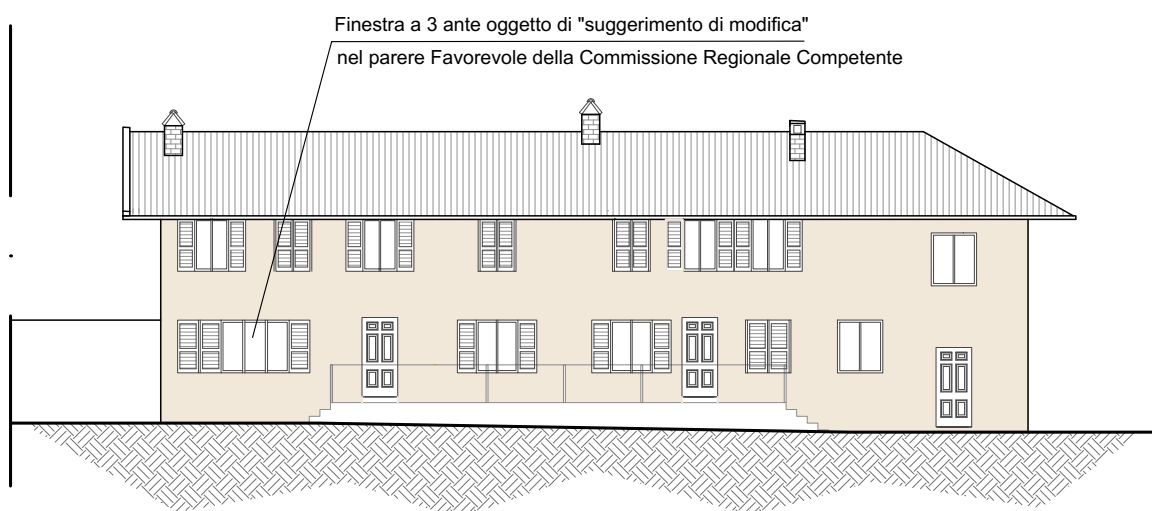 Finestra a 3 ante oggetto di "suggerimento di modifica"
nel parere Favorevole della Commissione Regionale Competente